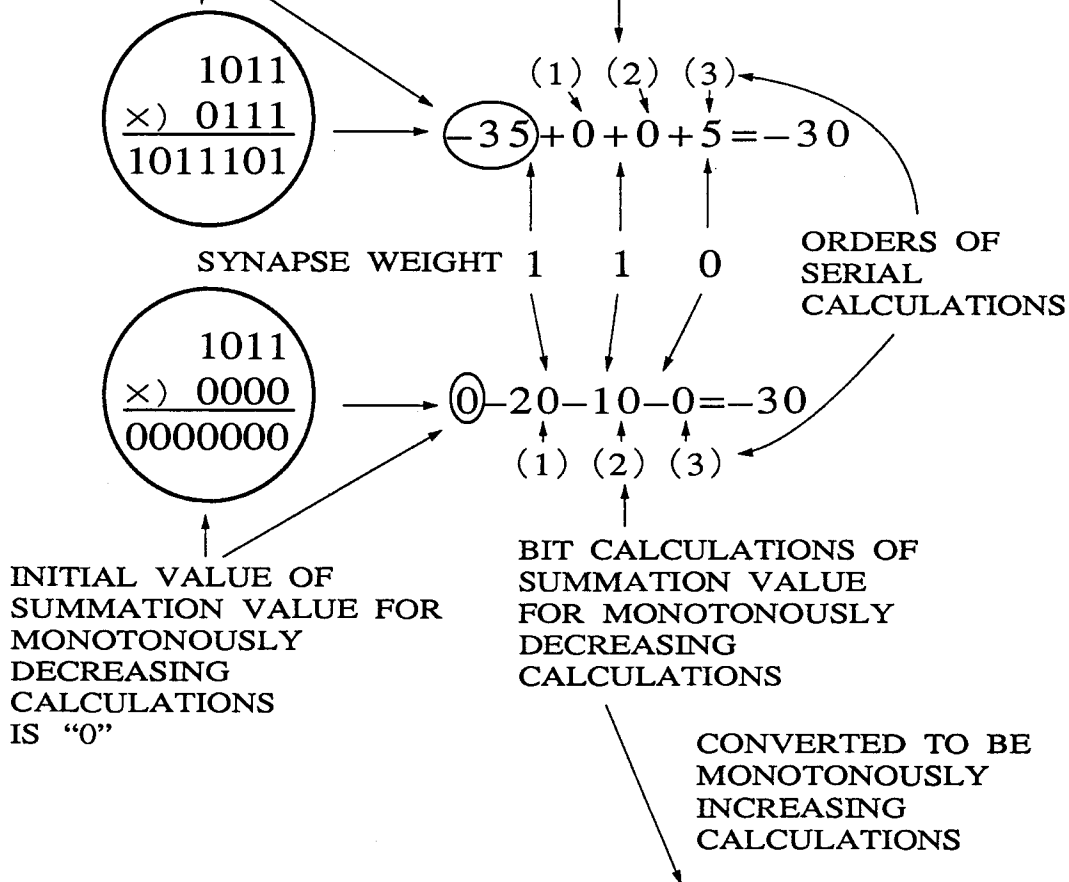 1011
×) 0111
1011101
(1) (2) (3)
-35+0+0+5=-30
SYNAPSE WEIGHT 1 1 0
ORDERS OF
SERIAL
CALCULATIONS
1011
×) 0000
0000000
0-20-10-0=-30
(1) (2) (3)
INITIAL VALUE OF
SUMMATION VALUE FOR
MONOTONOUSLY
DECREASING
CALCULATIONS
IS “0”
BIT CALCULATIONS OF
SUMMATION VALUE
FOR MONOTONOUSLY
DECREASING
CALCULATIONS
CONVERTED TO BE
MONOTONOUSLY
INCREASING
CALCULATIONS